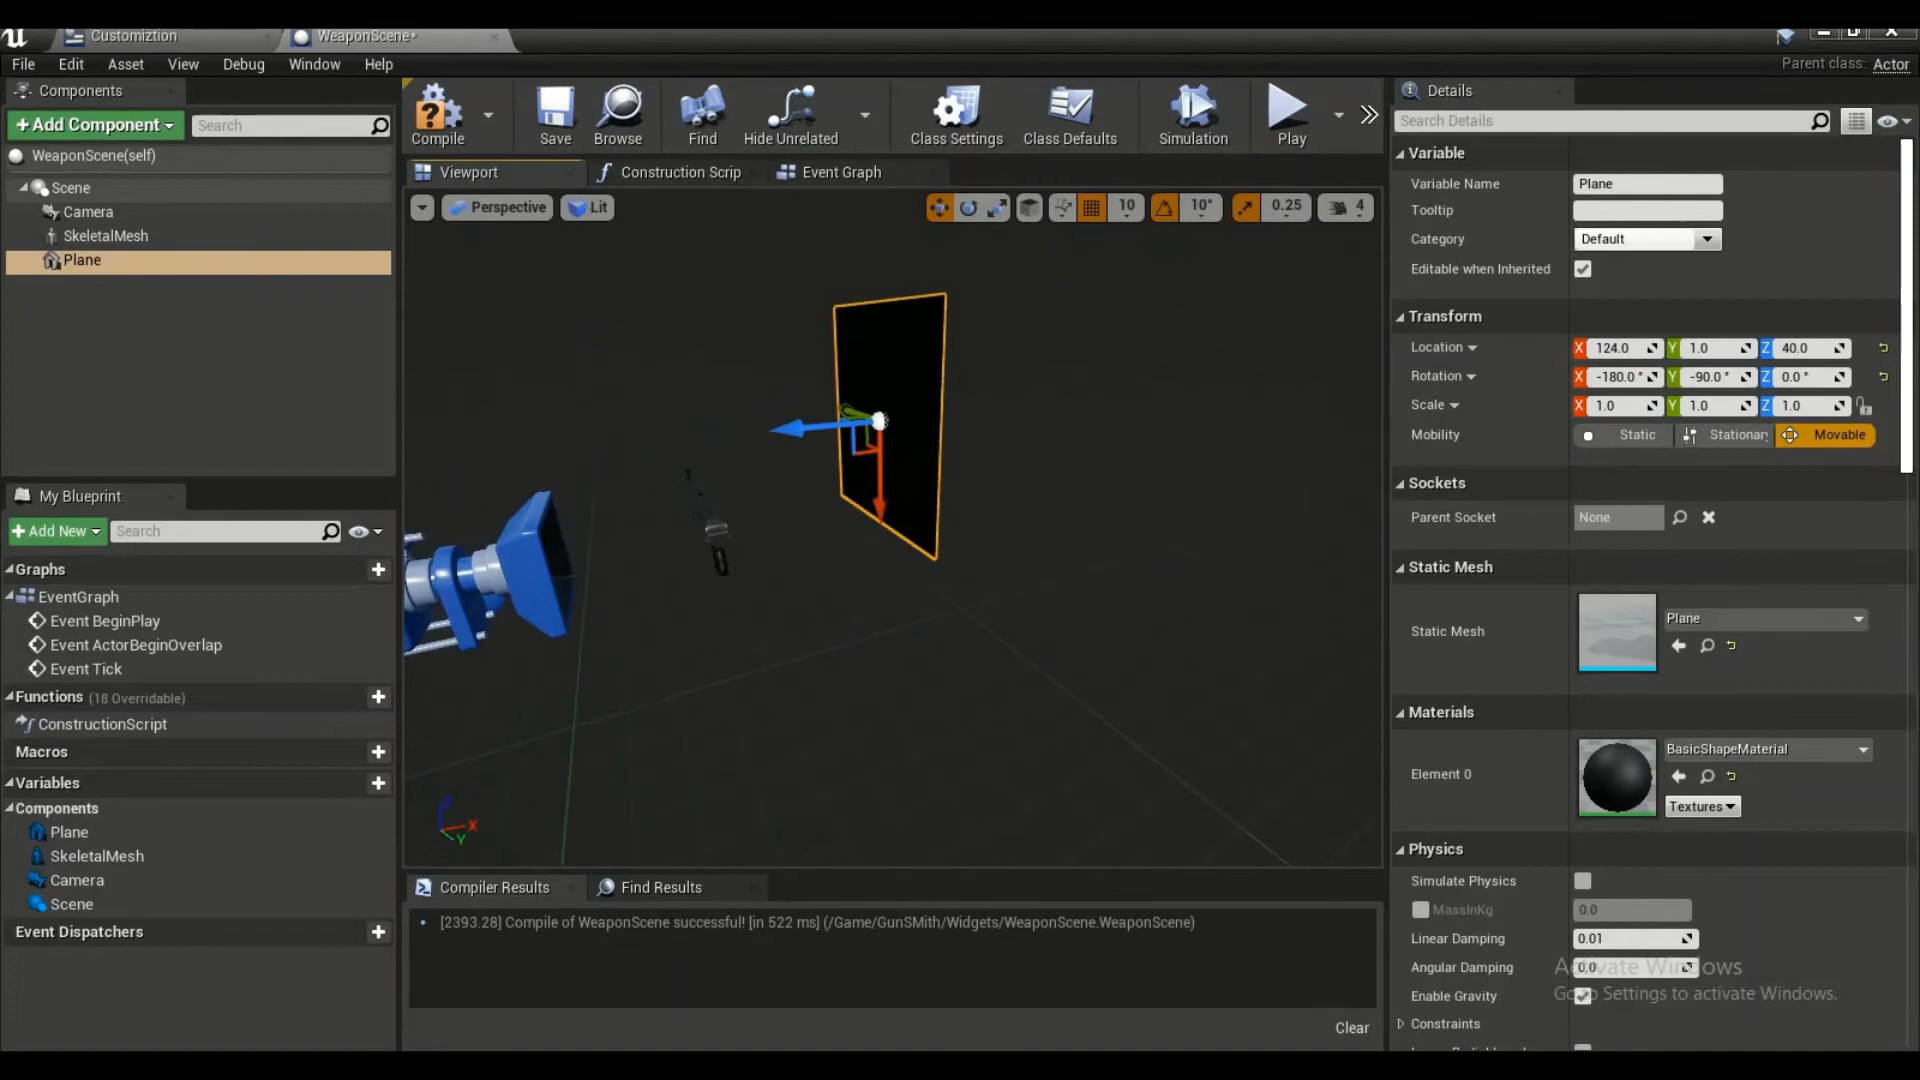 Customiztion
WeaponScene*
File Edit Asset View Debug Window Help
Parent class: Actor
Components
+Add Component
Search
WeaponScene(self)
Scene
Camera
SkeletalMesh
Plane
My Blueprint
+Add New
Search
Graphs
EventGraph
Event BeginPlay
Event ActorBeginOverlap
Event Tick
Functions (18 Overridable)
ConstructionScript
Macros
Variables
Components
Plane
SkeletalMesh
Camera
Scene
Event Dispatchers
Compile
Save
Browse
Find
Hide Unrelated
Class Settings
Class Defaults
Simulation
Play
Viewport
Construction Scrip
Event Graph
Perspective
Lit
10
10°
0.25
4
Z
X
Y
Compiler Results
Find Results
[2393.28] Compile of WeaponScene successful! [in 522 ms] (/Game/GunSMith/Widgets/WeaponScene.WeaponScene)
Clear
Details
Search Details
Variable
Variable Name Plane
Tooltip
Category Default
Editable when Inherited
Transform
Location X 124.0 Y 1.0 Z 40.0
Rotation X -180.0° Y -90.0° Z 0.0°
Scale X 1.0 Y 1.0 Z 1.0
Mobility Static Stationar Movable
Sockets
Parent Socket None
Static Mesh
Static Mesh Plane
Materials
Element 0 BasicShapeMaterial
Textures
Physics
Simulate Physics
MassInKg 0.0
Linear Damping 0.01
Angular Damping 0.0
Enable Gravity
Constraints
Activate Windows
Go to Settings to activate Windows.